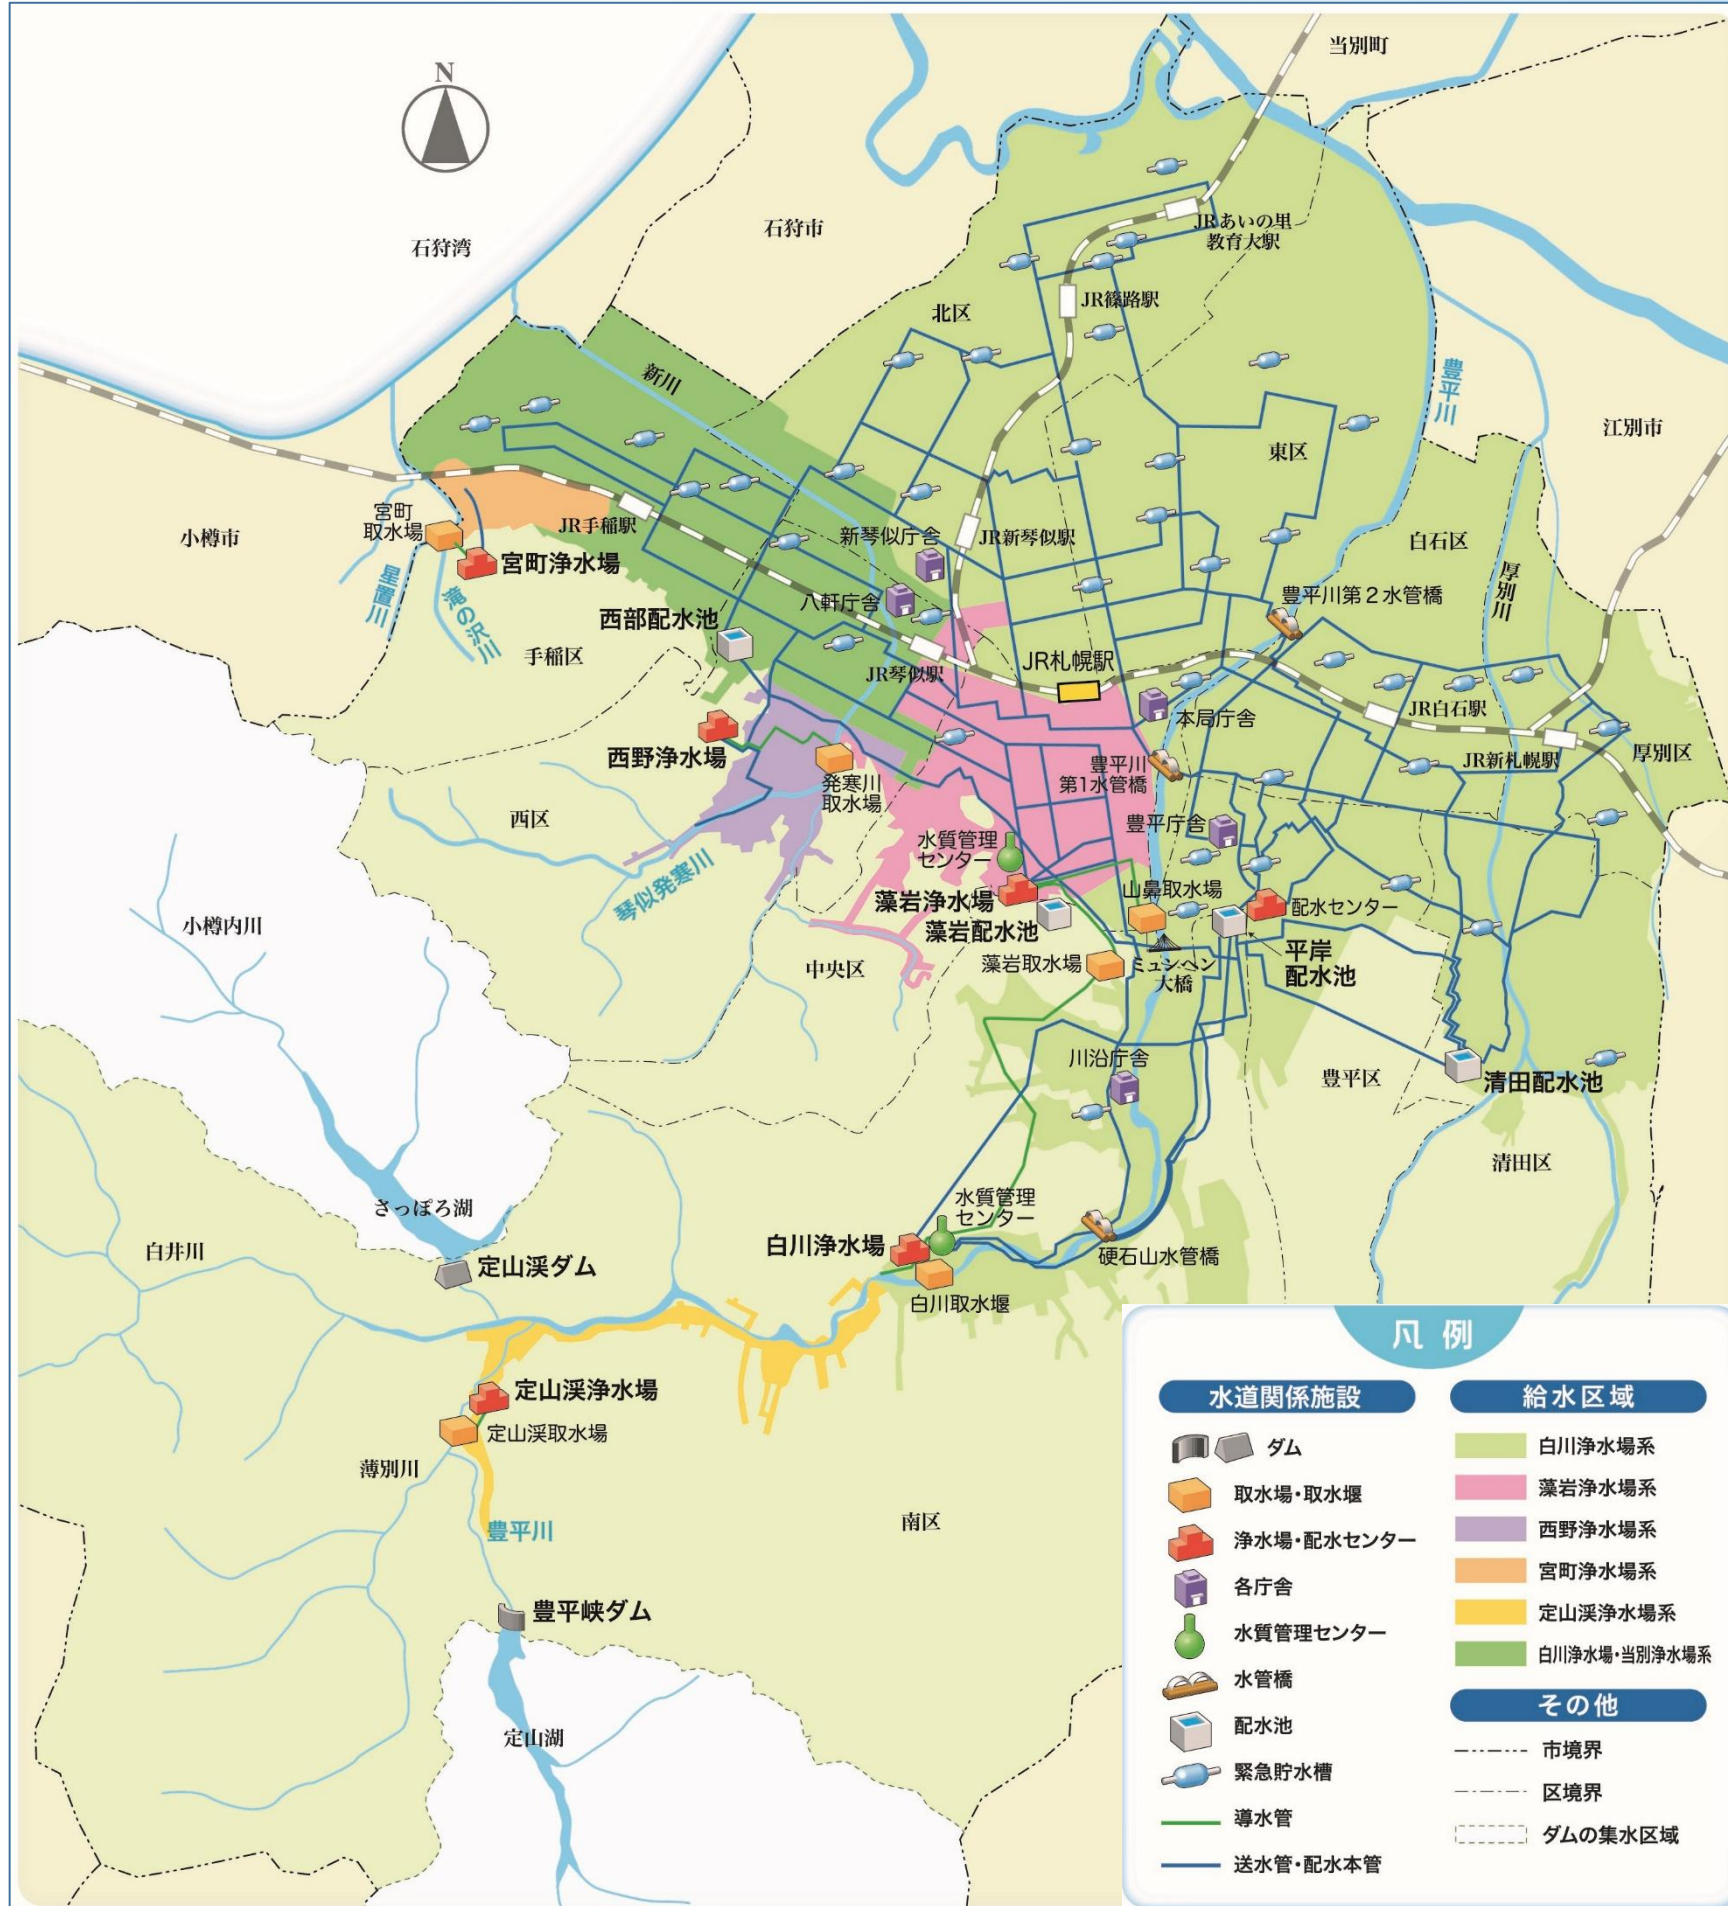 N
当別町
石狩市
石狩湾
JRあいの里
教育大駅
JR篠路駅
北区
新川
豊平川
江別市
東区
小樽市
宮町
取水場
JR手稲駅
新琴似庁舎
JR新琴似駅
白石区
宮町浄水場
星置川
滝の沢川
厚別川
八軒庁舎
豊平川第2水管橋
西部配水池
手稲区
JR琴似駅
JR札幌駅
本局庁舎
JR白石駅
西野浄水場
豊平川
第1水管橋
JR新札幌駅
厚別区
発寒川
取水場
西区
豊平庁舎
水質管理
センター
琴似発寒川
藻岩浄水場
山鼻取水場
配水センター
小樽内川
藻岩配水池
平岸
配水池
中央区
藻岩取水場
ミュンヘン
大橋
川沿庁舎
豊平区
清田配水池
清田区
さっぽろ湖
水質管理
センター
白井川
白川浄水場
硬石山水管橋
定山渓ダム
白川取水堰
定山渓浄水場
定山渓取水場
薄別川
豊平川
南区
豊平峡ダム
定山湖
凡例
水道関係施設
ダム
取水場・取水堰
浄水場・配水センター
各庁舎
水質管理センター
水管橋
配水池
緊急貯水槽
導水管
送水管・配水本管
給水区域
白川浄水場系
藻岩浄水場系
西野浄水場系
宮町浄水場系
定山渓浄水場系
白川浄水場・当別浄水場系
その他
市境界
区境界
ダムの集水区域